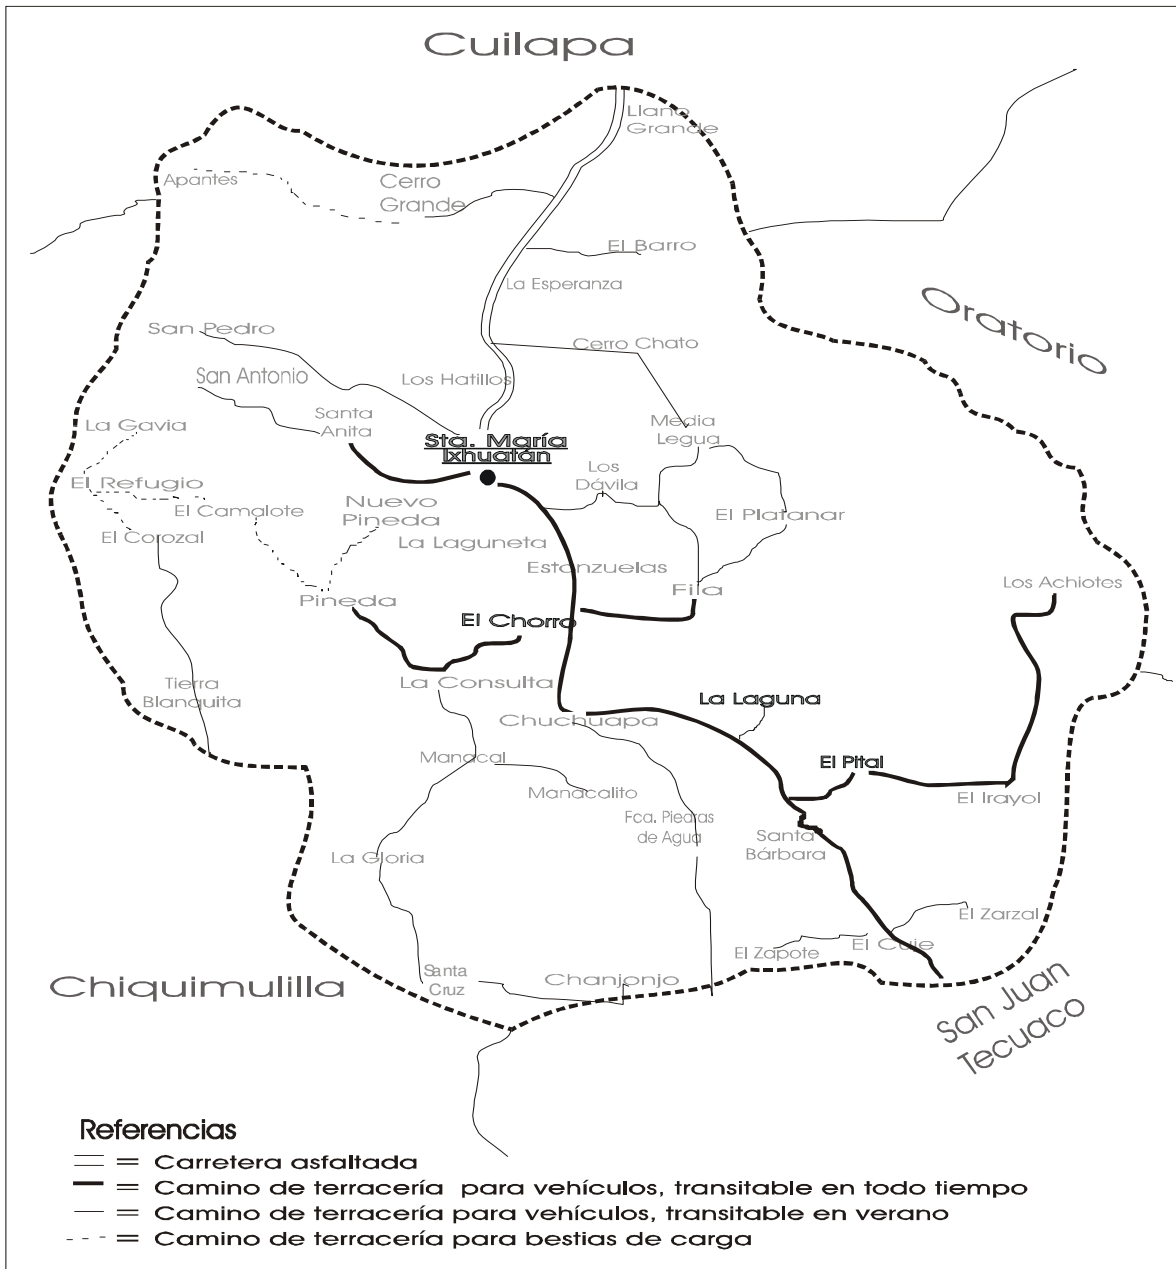 Cuilapa
Llano
Grande
Apantes
Cerro
Grande
El Barro
La Esperanza
Oratorio
San Pedro
Cerro Chato
San Antonio
Los Hatillos
Santa
Anita
La Gavia
Media
Legua
Sta. María
Ixhuatán
Los
Dávila
El Refugio
El Camalote
Nuevo
Pineda
El Platanar
El Corozal
La Laguneta
Estanzuelas
Fila
Los Achiotes
Pineda
El Chorro
La Consulta
Tierra
Blanquita
La Laguna
Chuchuapa
Manacal
El Pital
Manacalito
El Irayol
Fca. Piedras
de Agua
Santa
Bárbara
La Gloria
El Zarzal
El Cuje
El Zapote
Santa
Cruz
Chanjonjo
Chiquimulilla
San Juan
Tecuaco
Referencias
= Carretera asfaltada
= Camino de terracería para vehículos, transitable en todo tiempo
= Camino de terracería para vehículos, transitable en verano
= Camino de terracería para bestias de carga